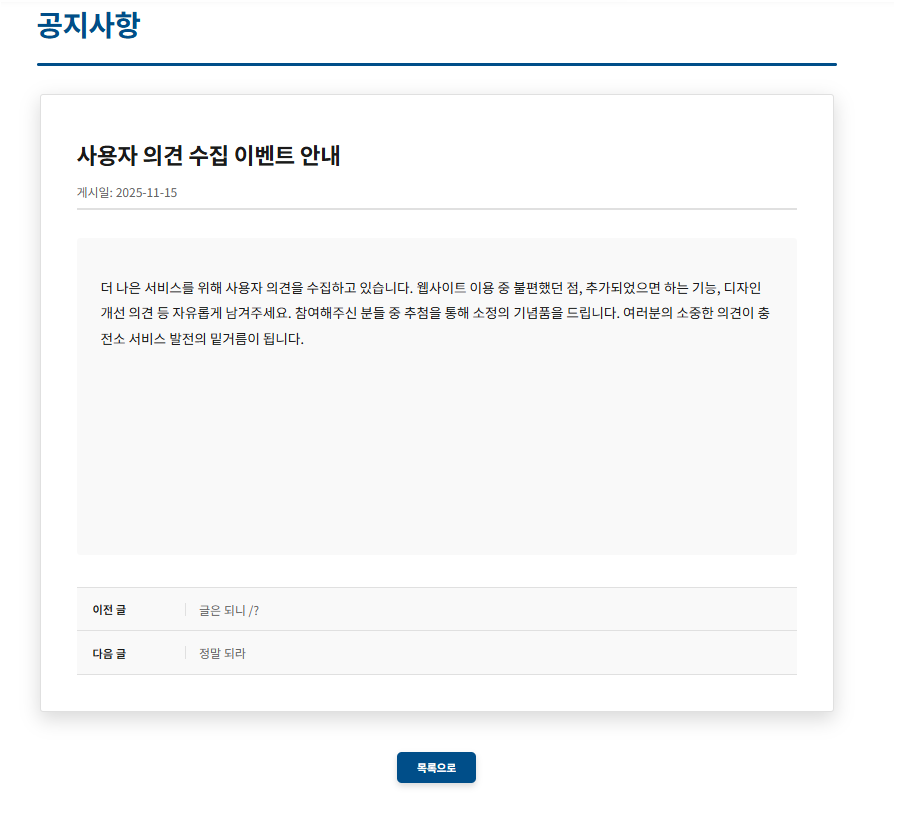 공지사항
사용자 의견 수집 이벤트 안내
게시일: 2025-11-15
더 나은 서비스를 위해 사용자 의견을 수집하고 있습니다. 웹사이트 이용 중 불편했던 점, 추가되었으면 하는 기능, 디자인
개선 의견 등 자유롭게 남겨주세요. 참여해주신 분들 중 추첨을 통해 소정의 기념품을 드립니다. 여러분의 소중한 의견이 충
전소 서비스 발전의 밑거름이 됩니다.
이전 글 글은 되니 /?
다음 글 정말 되라
목록으로